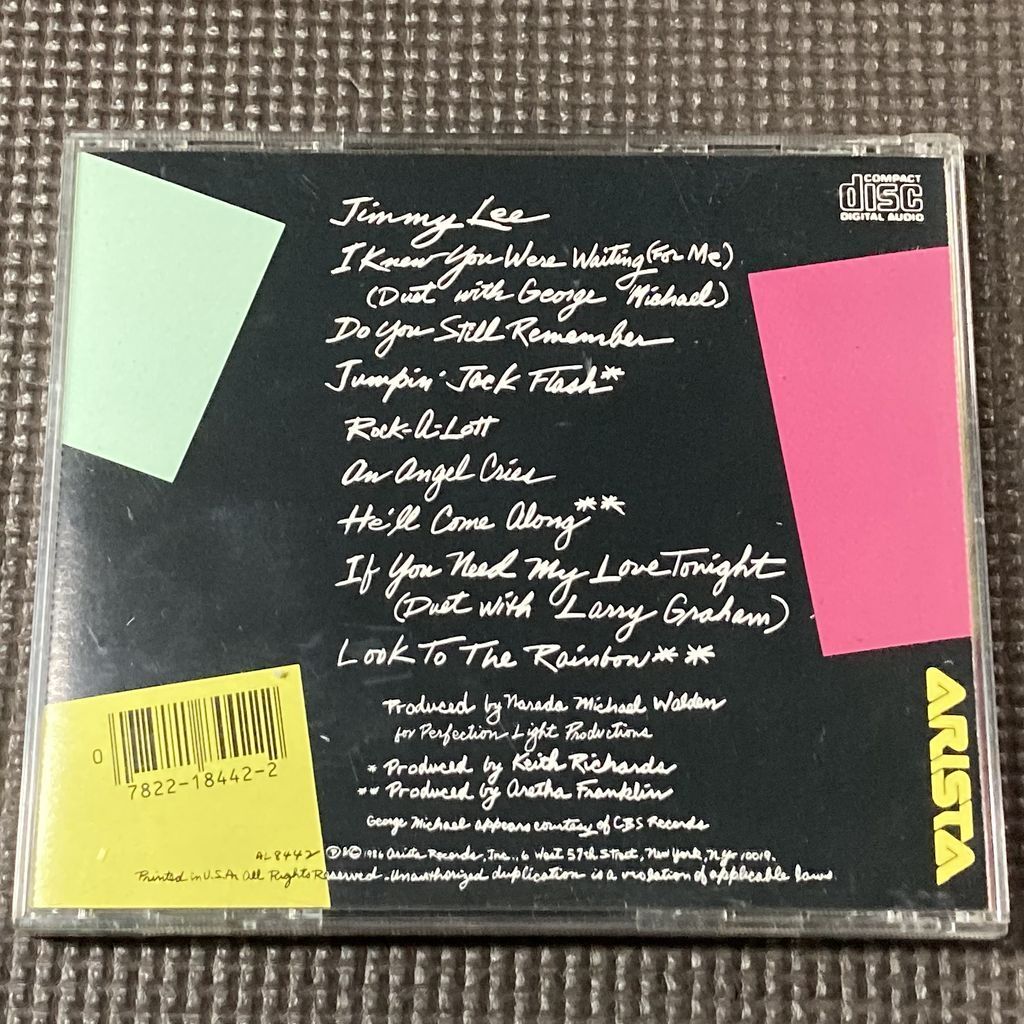 COMPACT
disc
DIGITAL AUDIO
Jimmy Lee
I Knew You Were Waiting (For Me)
(Duet with George Michael)
Do You Still Remember
Jumpin' Jack Flash*
Rock-A-Lott
An Angel Cries
He'll Come Along**
If You Need My Love Tonight
(Duet with Larry Graham)
Look To The Rainbow**
Produced by Narada Michael Walden
for Perfection Light Productions
* Produced by Keith Richards
** Produced by Aretha Franklin
George Michael appears courtesy of CBS Records
ARISTA
0 7822-18442-2
AL8442 ℗©1986 Arista Records, Inc., 6 West 57th Street, New York, N.Y. 10019.
Printed in U.S.A. All Rights Reserved. Unauthorized duplication is a violation of applicable laws.